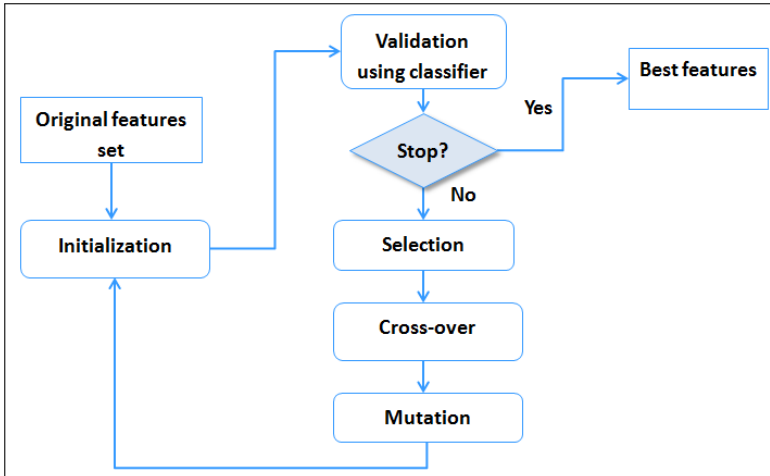 Original features
set
Initialization
Validation
using classifier
Stop?
Yes
Best features
No
Selection
Cross-over
Mutation